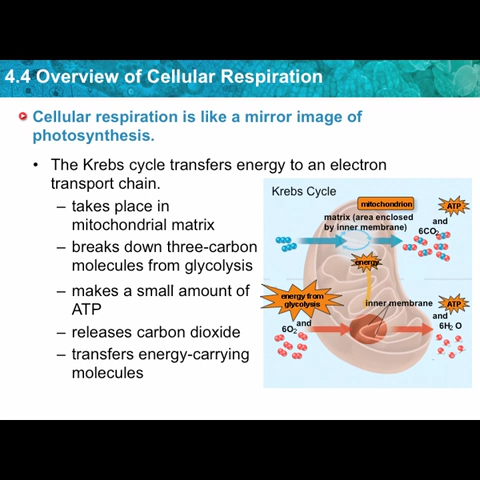 4.4 Overview of Cellular Respiration
Cellular respiration is like a mirror image of
photosynthesis.
• The Krebs cycle transfers energy to an electron
transport chain.
– takes place in
mitochondrial matrix
– breaks down three-carbon
molecules from glycolysis
– makes a small amount of
ATP
– releases carbon dioxide
– transfers energy-carrying
molecules
Krebs Cycle
mitochondrion
matrix (area enclosed
by inner membrane)
ATP
and
6CO₂
energy
energy from
glycolysis
and
6O₂
inner membrane
ATP
and
6H₂O